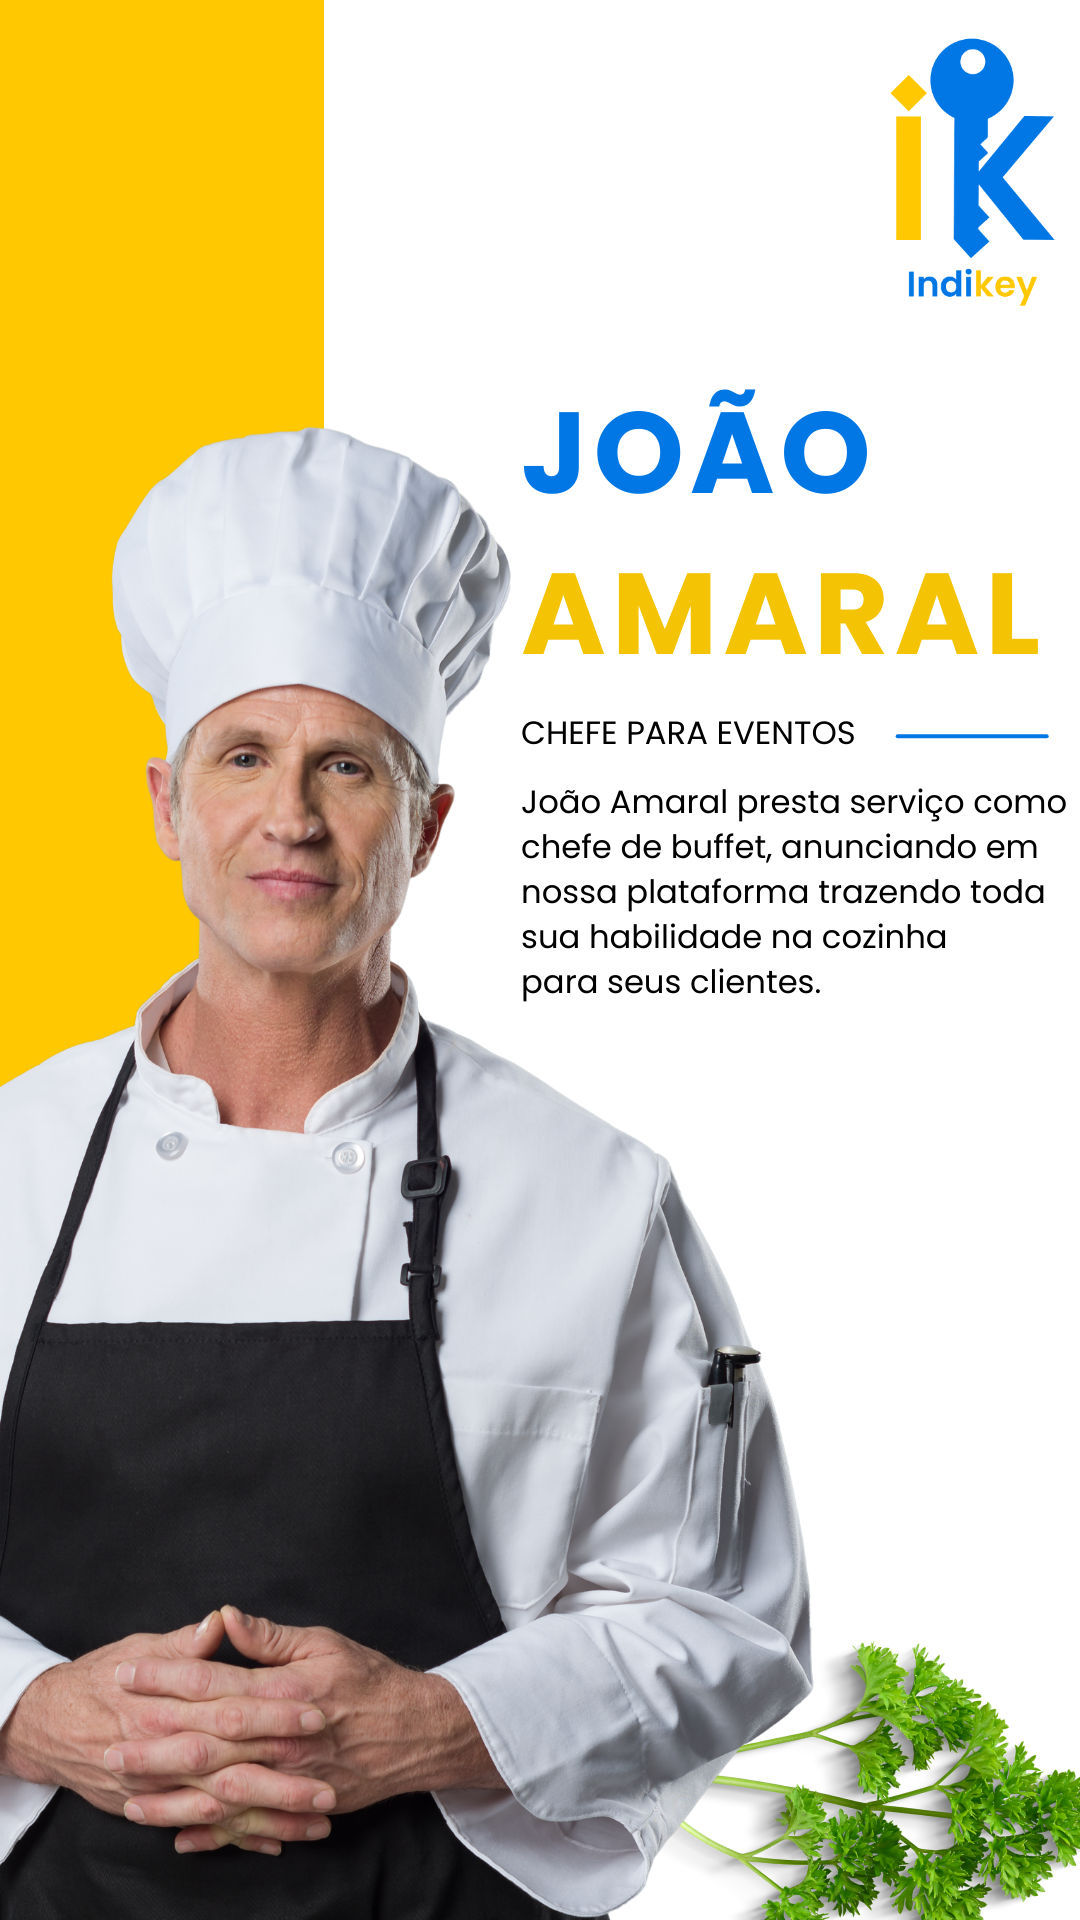 ik
Indikey
JOÃO
AMARAL
CHEFE PARA EVENTOS
João Amaral presta serviço como
chefe de buffet, anunciando em
nossa plataforma trazendo toda
sua habilidade na cozinha
para seus clientes.